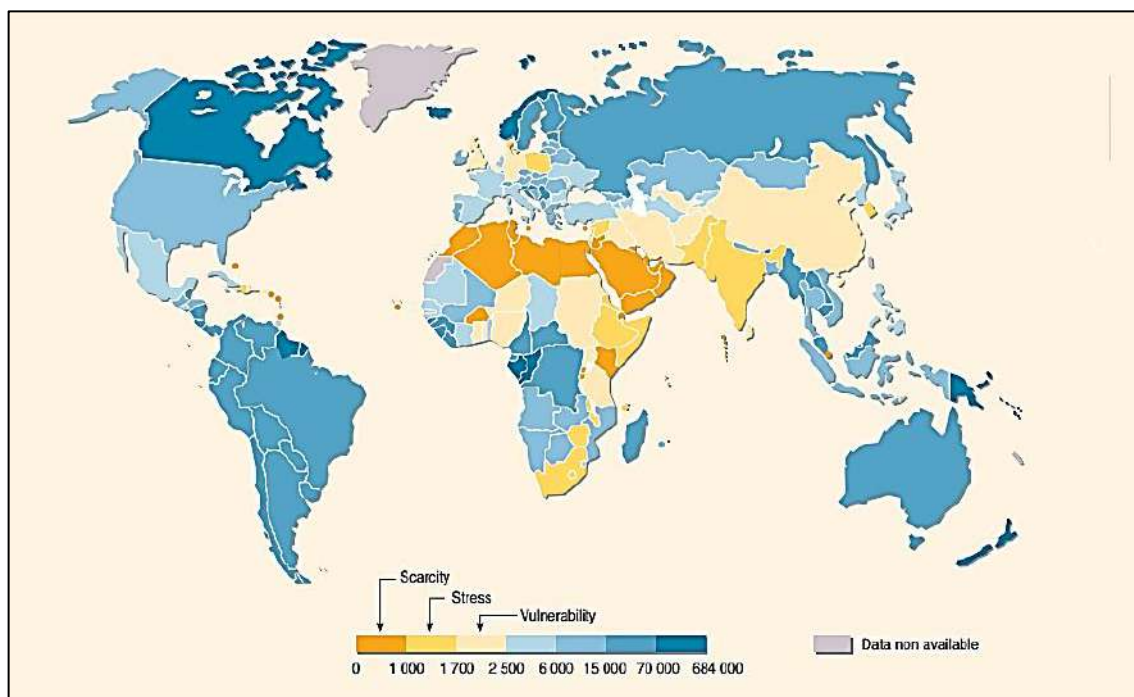 Scarcity
Stress
Vulnerability
0 1 000 1 700 2 500 6 000 15 000 70 000 684 000
Data non available